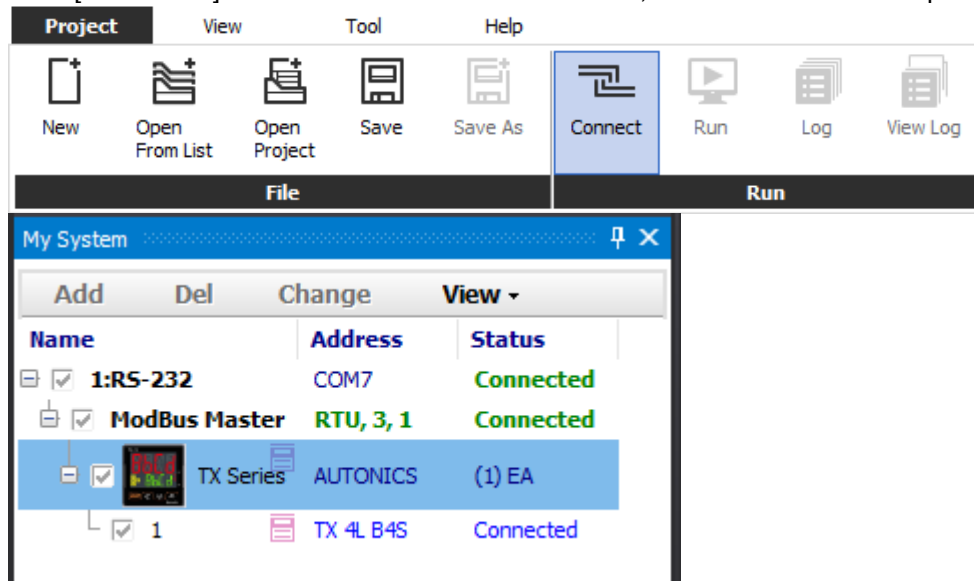 Project View Tool Help
New Open From List Open Project Save Save As Connect Run Log View Log
File Run
My System
Add Del Change View
Name Address Status
1:RS-232 COM7 Connected
ModBus Master RTU, 3, 1 Connected
TX Series AUTONICS (1) EA
1 TX 4L B4S Connected